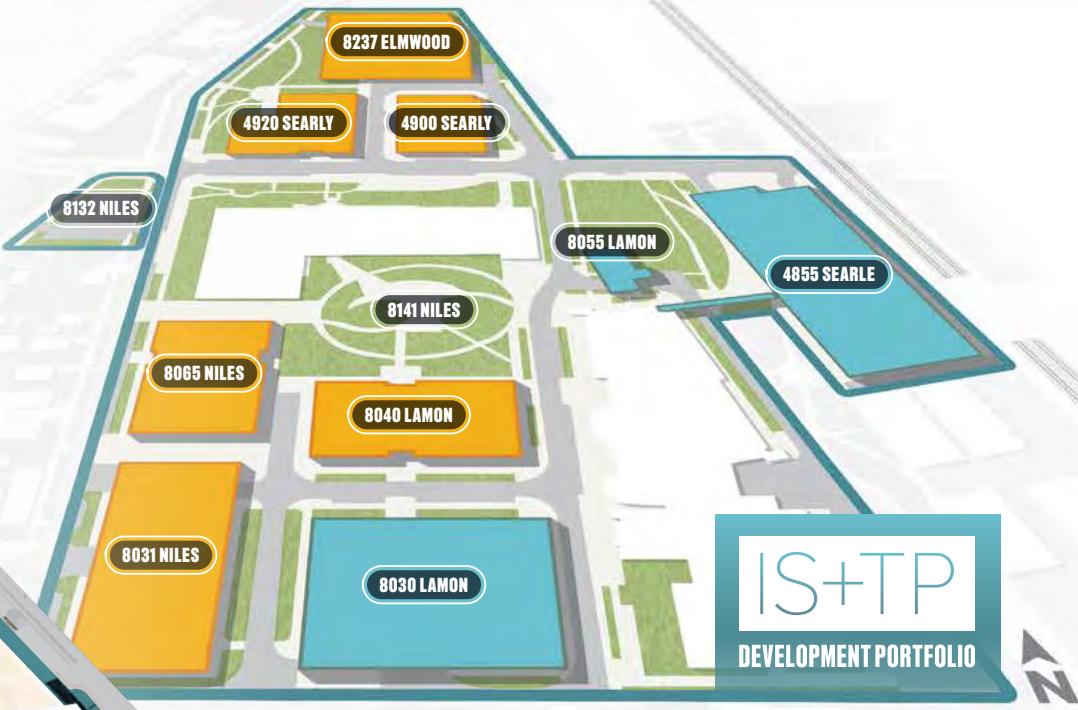 8237 ELMWOOD
4920 SEARLY
4900 SEARLY
8132 NILES
8055 LAMON
4855 SEARLE
8141 NILES
8065 NILES
8040 LAMON
8031 NILES
8030 LAMON
IS+TP
DEVELOPMENT PORTFOLIO
N